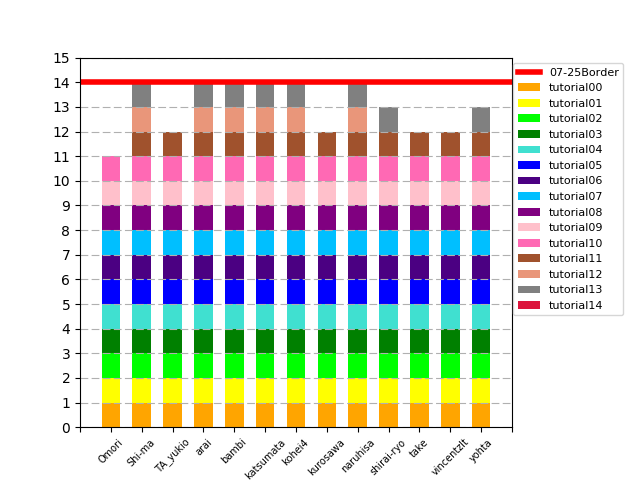 15
14
13
12
11
10
9
8
7
6
5
4
3
2
1
0
Omori
Shi-ma
TA_yukio
arai
bambi
katsumata
kohei4
kurosawa
naruhisa
shirai-ryo
take
vincentzlt
yohta
07-25Border
tutorial00
tutorial01
tutorial02
tutorial03
tutorial04
tutorial05
tutorial06
tutorial07
tutorial08
tutorial09
tutorial10
tutorial11
tutorial12
tutorial13
tutorial14